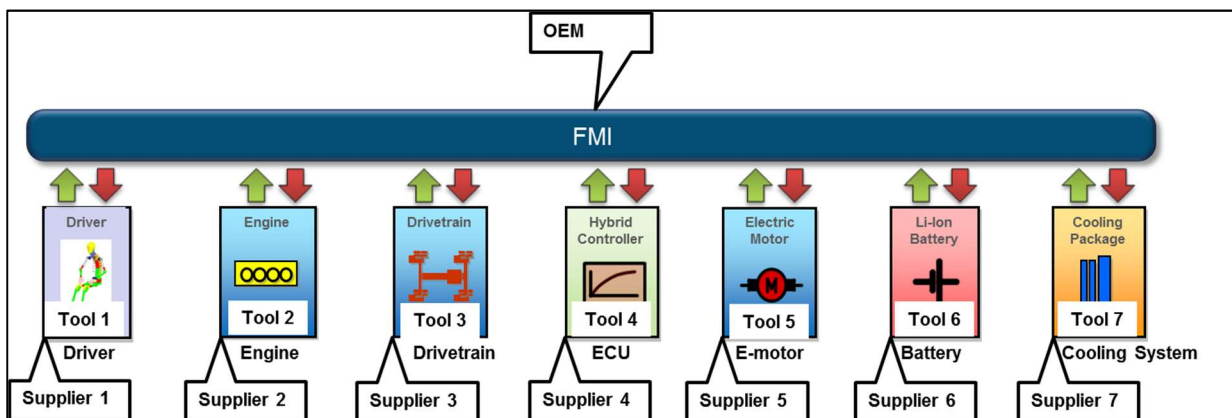 OEM
FMI
Driver
Engine
Drivetrain
Hybrid
Controller
Electric
Motor
Li-Ion
Battery
Cooling
Package
M
Tool 1
Tool 2
Tool 3
Tool 4
Tool 5
Tool 6
Tool 7
Driver
Engine
Drivetrain
ECU
E-motor
Battery
Cooling System
Supplier 1
Supplier 2
Supplier 3
Supplier 4
Supplier 5
Supplier 6
Supplier 7